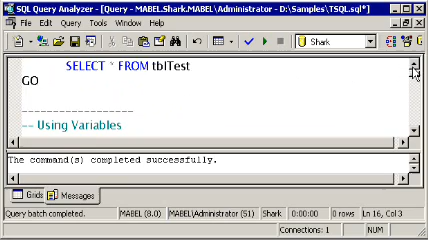 SQL Query Analyzer - [Query - MABEL.Shark.MABEL\Administrator - D:\Samples\TSQL.sql*]
File Edit Query Tools Window Help
Shark
SELECT * FROM tblTest
GO
------------------
-- Using Variables
The command(s) completed successfully.
Grids Messages
Query batch completed. MABEL (8.0) MABEL\Administrator (51) Shark 0:00:00 0 rows Ln 16, Col 3
Connections: 1 NUM